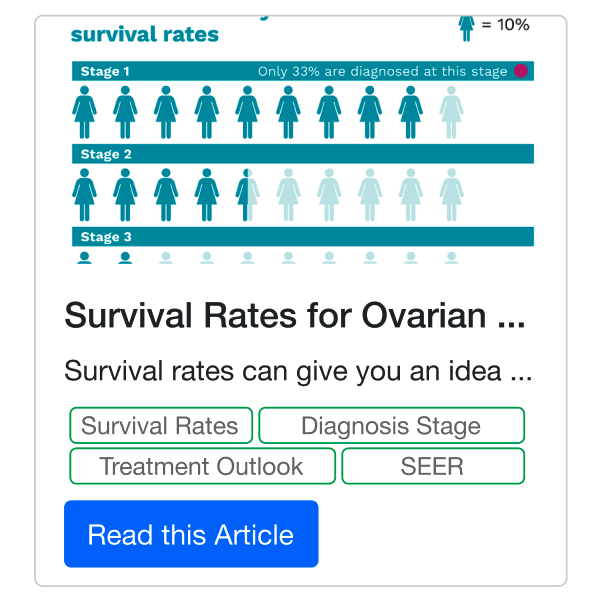 survival rates
= 10%
Stage 1 Only 33% are diagnosed at this stage
Stage 2
Stage 3
Survival Rates for Ovarian ...
Survival rates can give you an idea ...
Survival Rates Diagnosis Stage
Treatment Outlook SEER
Read this Article